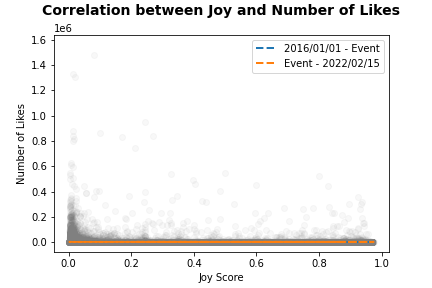 Correlation between Joy and Number of Likes
1e6
2016/01/01 - Event
Event - 2022/02/15
1.6
1.4
1.2
1.0
0.8
0.6
0.4
0.2
0.0
Number of Likes
0.0 0.2 0.4 0.6 0.8 1.0
Joy Score